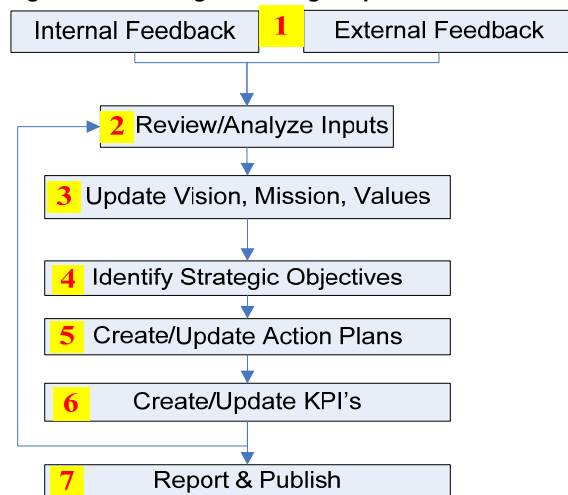 Internal Feedback 1 External Feedback
2 Review/Analyze Inputs
3 Update Vision, Mission, Values
4 Identify Strategic Objectives
5 Create/Update Action Plans
6 Create/Update KPI's
7 Report & Publish